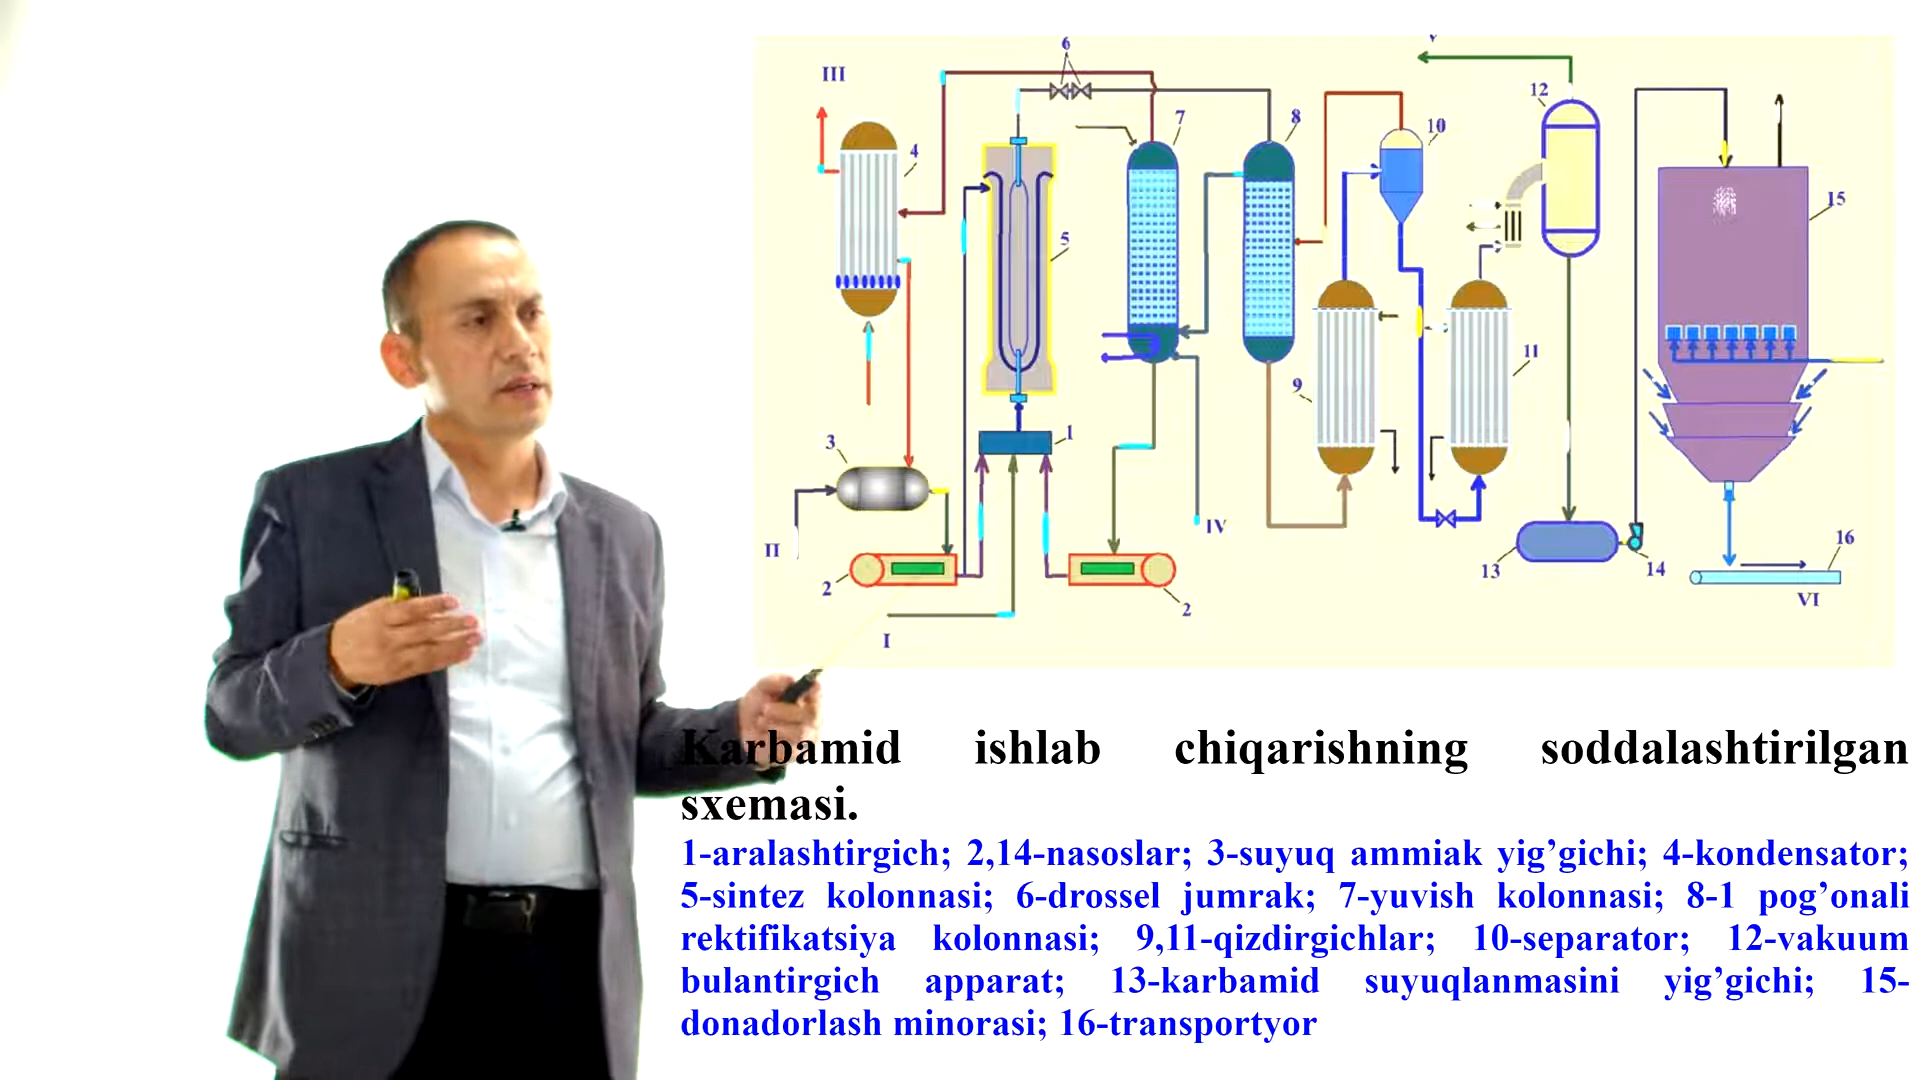 V
6
III
12
7
8
10
4
15
5
11
9
1
3
IV
II
16
13
14
2
2
VI
I
Karbamid ishlab chiqarishning soddalashtirilgan
sxemasi.
1-aralashtirgich; 2,14-nasoslar; 3-suyuq ammiak yig’gichi; 4-kondensator;
5-sintez kolonnasi; 6-drossel jumrak; 7-yuvish kolonnasi; 8-1 pog’onali
rektifikatsiya kolonnasi; 9,11-qizdirgichlar; 10-separator; 12-vakuum
bulantirgich apparat; 13-karbamid suyuqlanmasini yig’gichi; 15-
donadorlash minorasi; 16-transportyor